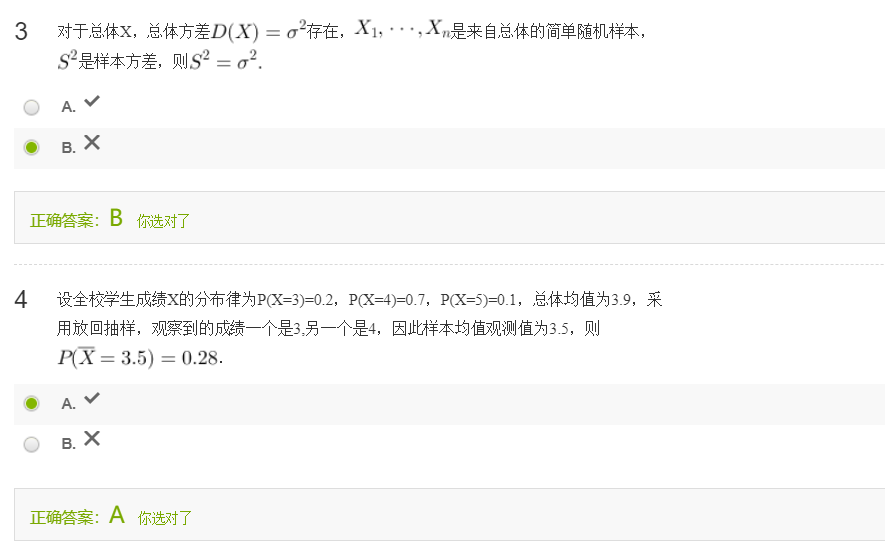 3 对于总体X，总体方差D(X) = σ²存在，X₁, ···, Xₙ是来自总体的简单随机样本，
S²是样本方差，则S² = σ².
A. ✓
B. ✕
正确答案： B 你选对了
4 设全校学生成绩X的分布律为P(X=3)=0.2，P(X=4)=0.7，P(X=5)=0.1，总体均值为3.9，采
用放回抽样，观察到的成绩一个是3,另一个是4，因此样本均值观测值为3.5，则
P(X̅ = 3.5) = 0.28.
A. ✓
B. ✕
正确答案： A 你选对了